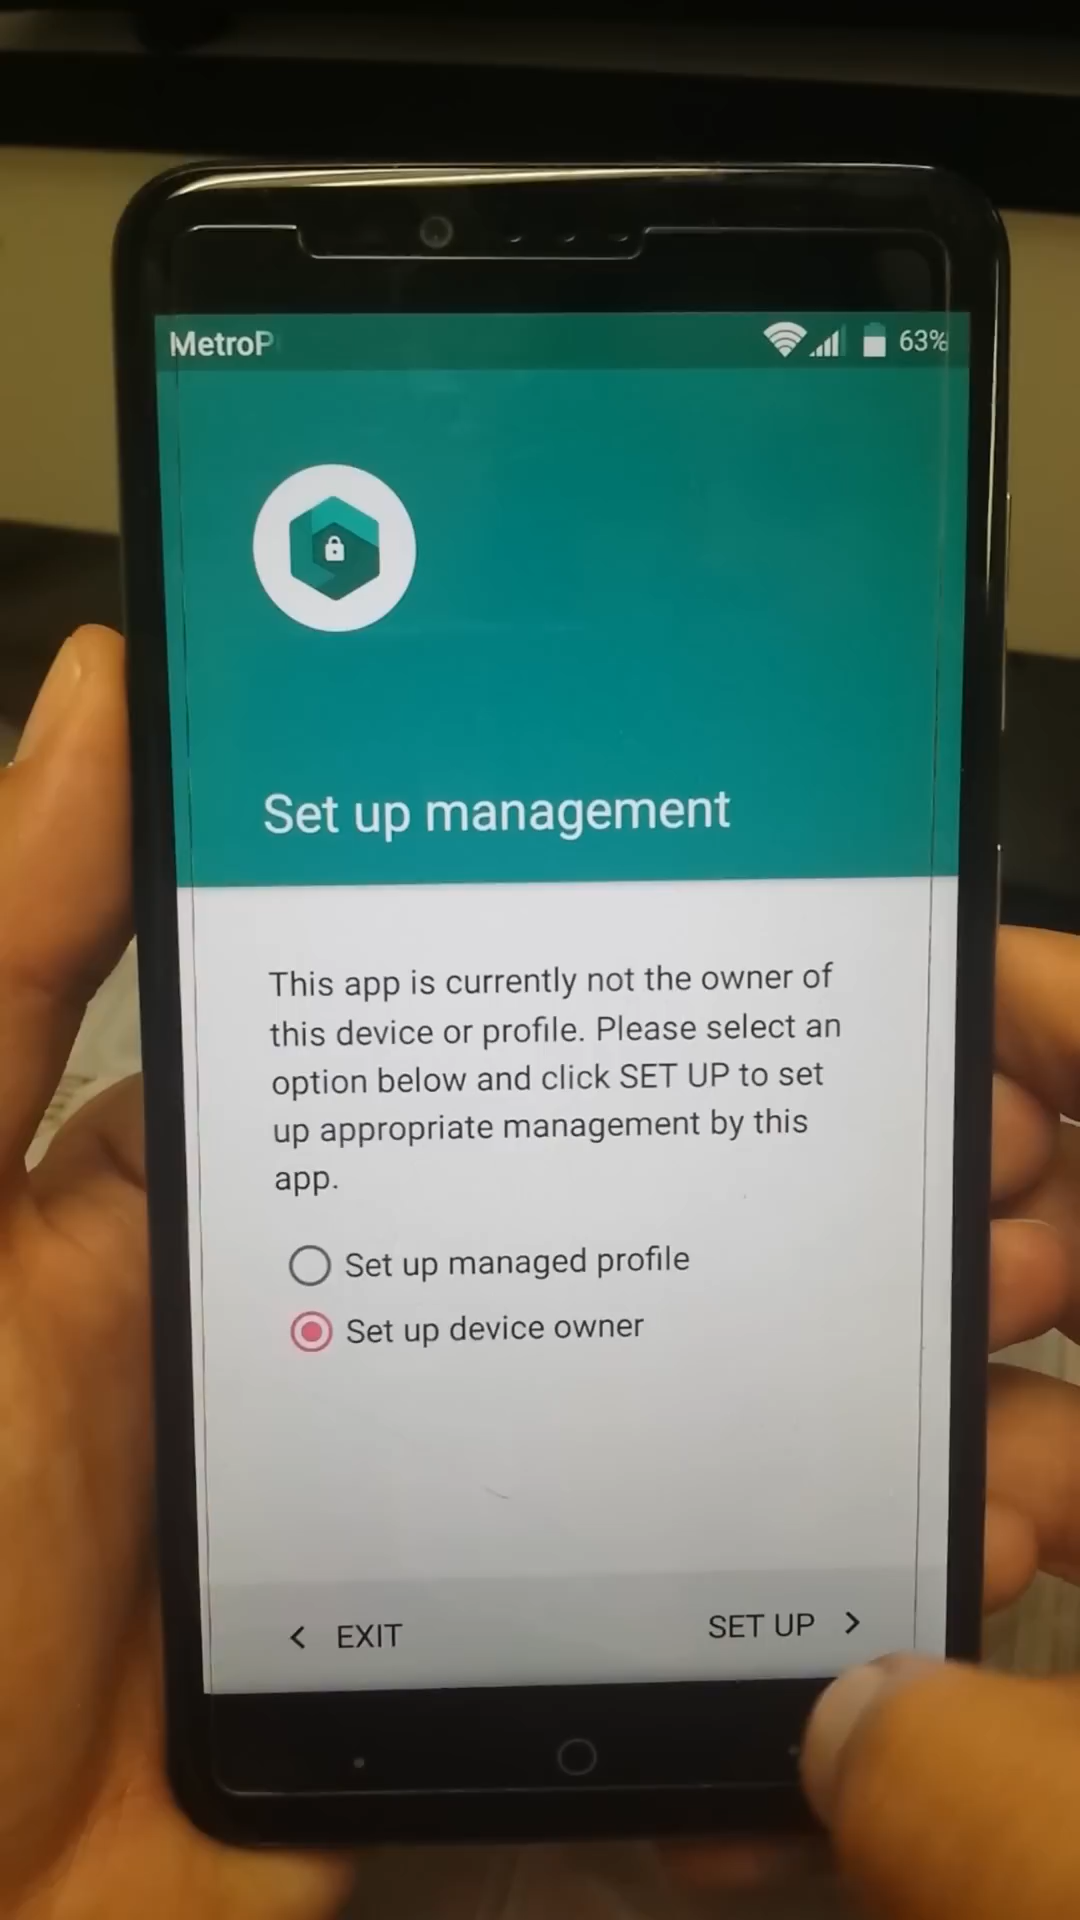 MetroP
63%
Set up management
This app is currently not the owner of
this device or profile. Please select an
option below and click SET UP to set
up appropriate management by this
app.
Set up managed profile
Set up device owner
EXIT
SET UP